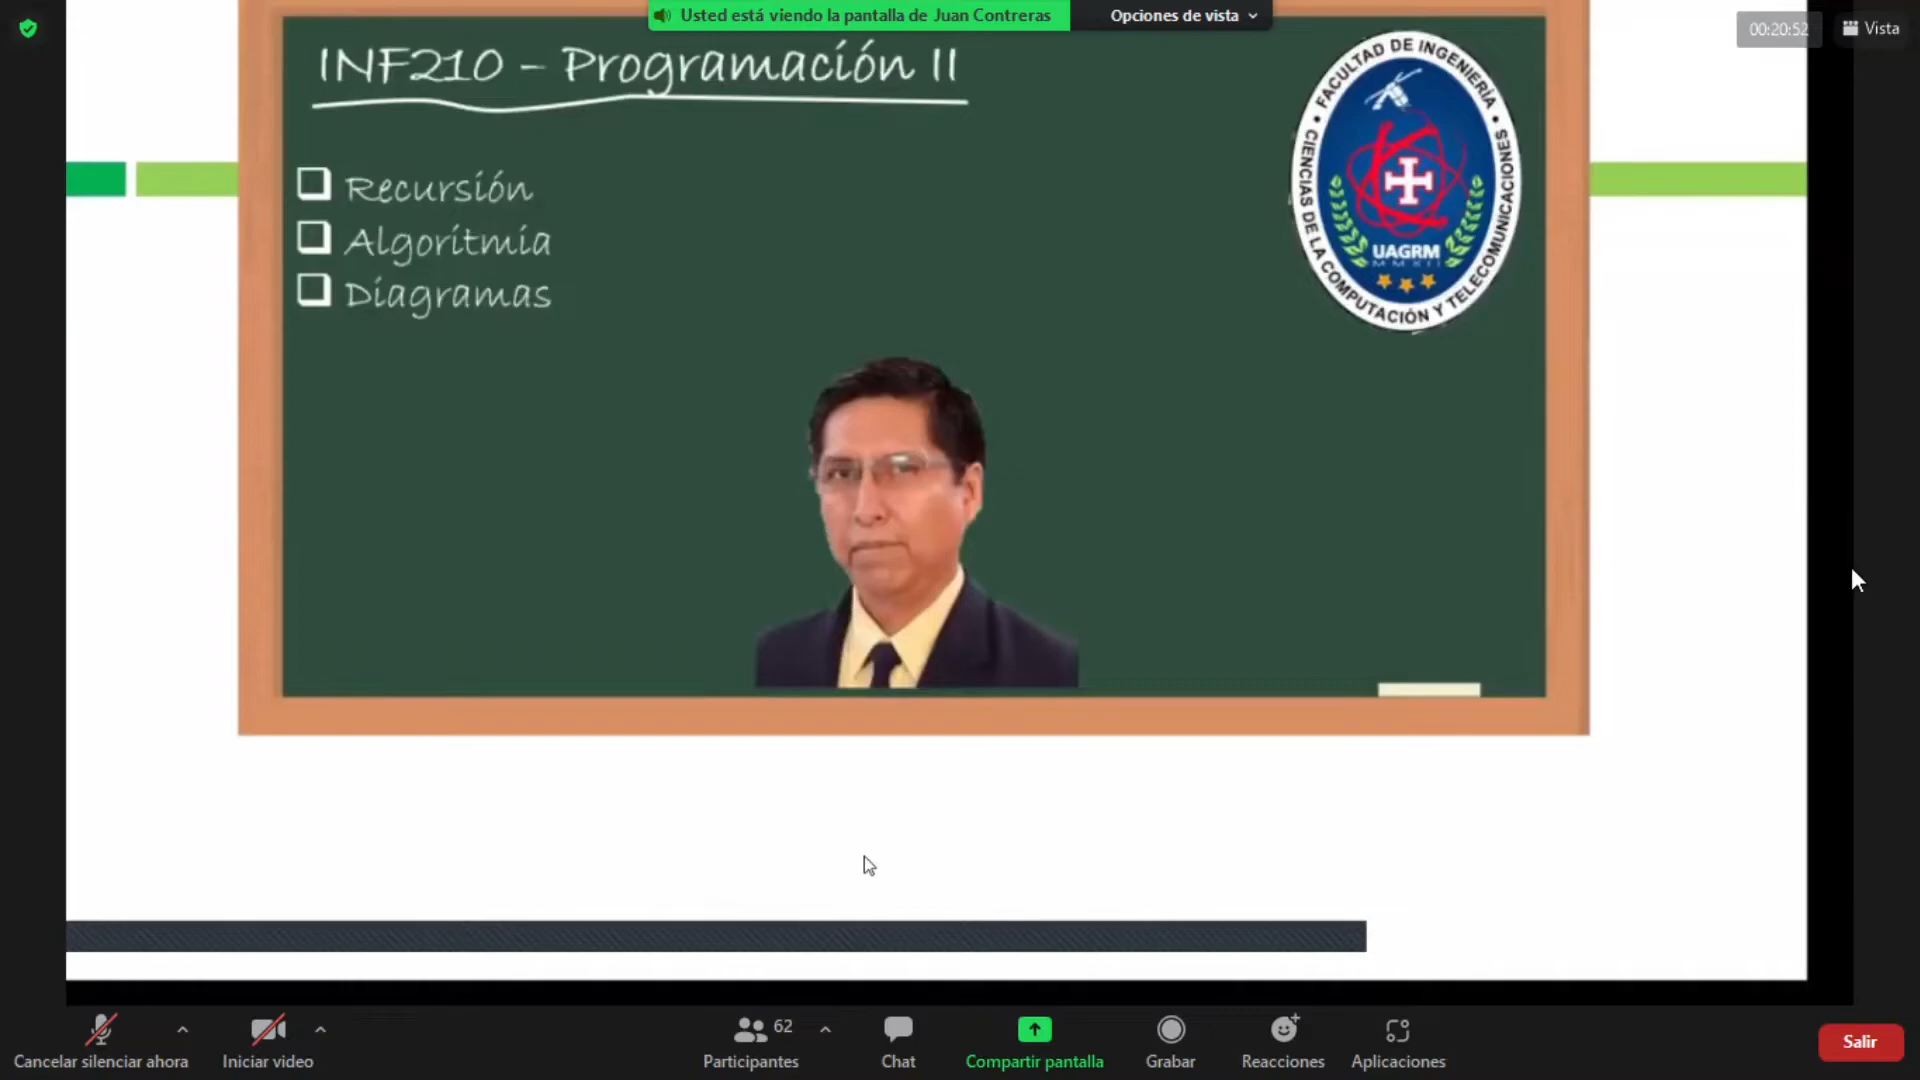 Usted está viendo la pantalla de Juan Contreras
Opciones de vista
00:20:52
Vista
INF210 - Programación II
Recursión
Algoritmia
Diagramas
• FACULTAD DE INGENIERÍA •
CIENCIAS DE LA COMPUTACIÓN Y TELECOMUNICACIONES
UAGRM
MMXII
Cancelar silenciar ahora
Iniciar video
62
Participantes
Chat
Compartir pantalla
Grabar
Reacciones
Aplicaciones
Salir